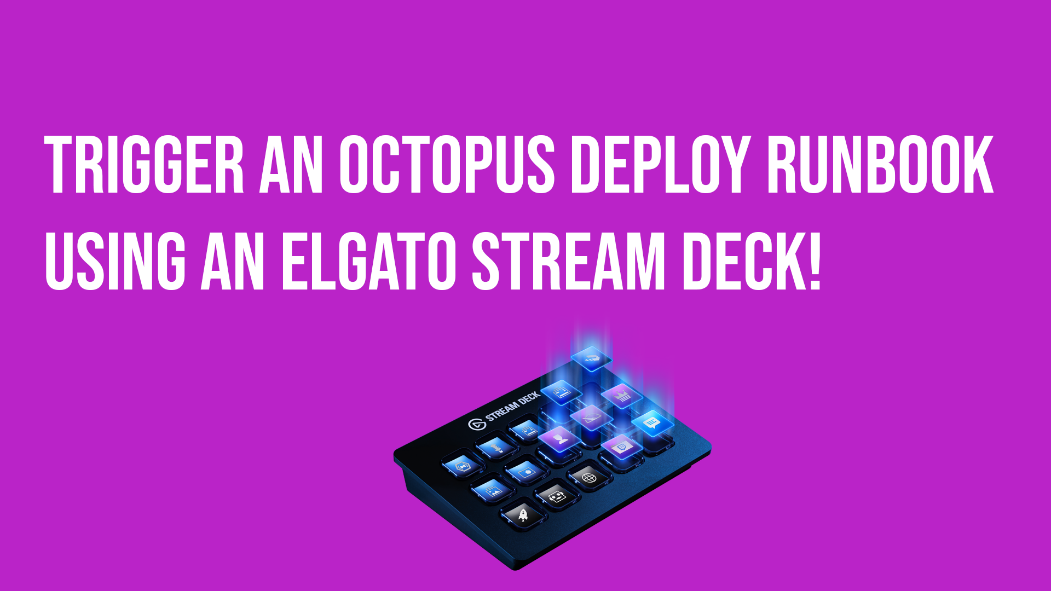 TRIGGER AN OCTOPUS DEPLOY RUNBOOK
USING AN ELGATO STREAM DECK!
STREAM DECK